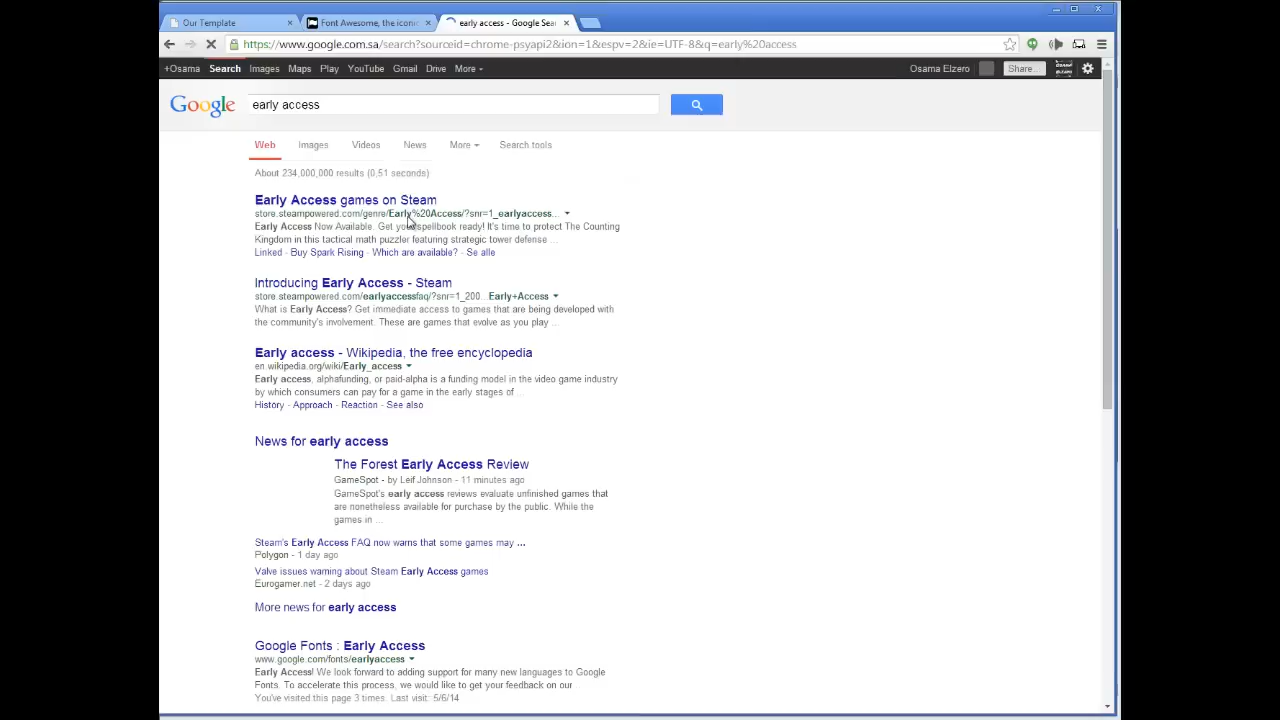 Our Template
Font Awesome, the iconic
early access - Google Sea
https://www.google.com.sa/search?sourceid=chrome-psyapi2&ion=1&espv=2&ie=UTF-8&q=early%20access
+Osama Search Images Maps Play YouTube Gmail Drive More
Osama Elzero Share...
Google early access
Web Images Videos News More Search tools
About 234,000,000 results (0,51 seconds)
Early Access games on Steam
store.steampowered.com/genre/Early%20Access/?snr=1_earlyaccess...
Early Access Now Available. Get your spellbook ready! It's time to protect The Counting
Kingdom in this tactical math puzzler featuring strategic tower defense ...
Linked - Buy Spark Rising - Which are available? - Se alle
Introducing Early Access - Steam
store.steampowered.com/earlyaccessfaq/?snr=1_200...Early+Access
What is Early Access? Get immediate access to games that are being developed with
the community's involvement. These are games that evolve as you play ...
Early access - Wikipedia, the free encyclopedia
en.wikipedia.org/wiki/Early_access
Early access, alphafunding, or paid-alpha is a funding model in the video game industry
by which consumers can pay for a game in the early stages of ...
History - Approach - Reaction - See also
News for early access
The Forest Early Access Review
GameSpot - by Leif Johnson - 11 minutes ago
GameSpot's early access reviews evaluate unfinished games that
are nonetheless available for purchase by the public. While the
games in ...
Steam's Early Access FAQ now warns that some games may ...
Polygon - 1 day ago
Valve issues warning about Steam Early Access games
Eurogamer.net - 2 days ago
More news for early access
Google Fonts : Early Access
www.google.com/fonts/earlyaccess
Early Access! We look forward to adding support for many new languages to Google
Fonts. To accelerate this process, we would like to get your feedback on our...
You've visited this page 3 times. Last visit: 5/6/14